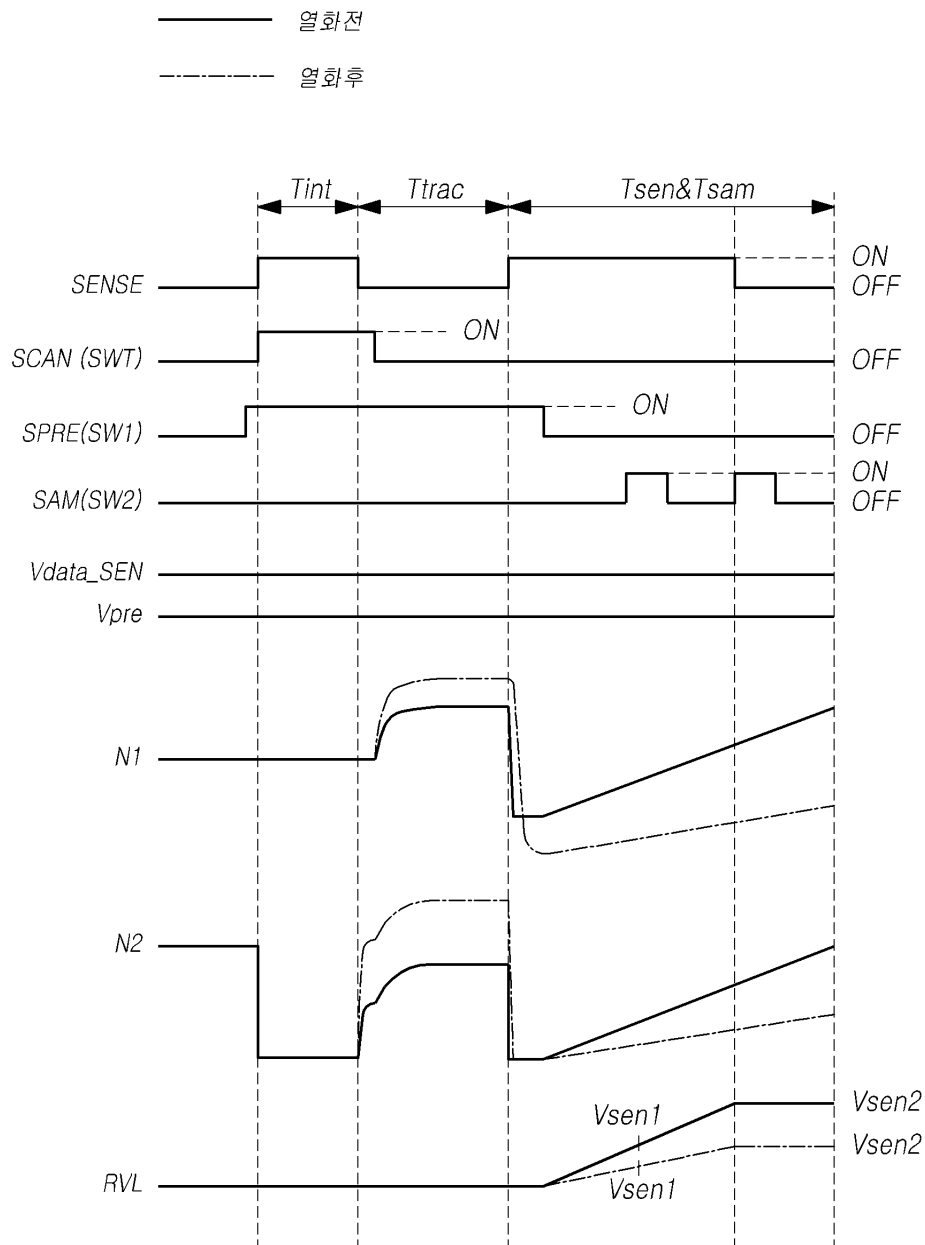 열화전
열화후
Tint Ttrac Tsen&Tsam
SENSE ON OFF
SCAN (SWT) ON OFF
SPRE(SW1) ON OFF
SAM(SW2) ON OFF
Vdata_SEN
Vpre
N1
N2
Vsen1 Vsen2
Vsen2
RVL Vsen1